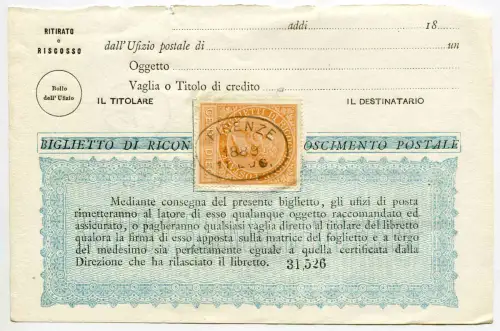 RITIRATO
o
RISCOSSO
addì 18
dall'Ufizio postale di un
Oggetto
Vaglia o Titolo di credito
Bollo
dell'Ufizio
IL TITOLARE IL DESTINATARIO
FIRENZE
BIGLIETTO DI RICON OSCIMENTO POSTALE
Mediante consegna del presente biglietto, gli ufizi di posta
rimetteranno al latore di esso qualunque oggetto raccomandato ed
assicurato, o pagheranno qualsiasi vaglia diretto al titolare del libretto
qualora la firma di esso apposta sulla matrice del foglietto e a tergo
del medesimo sia perfettamente eguale a quella certificata dalla
Direzione che ha rilasciato il libretto. 31,526